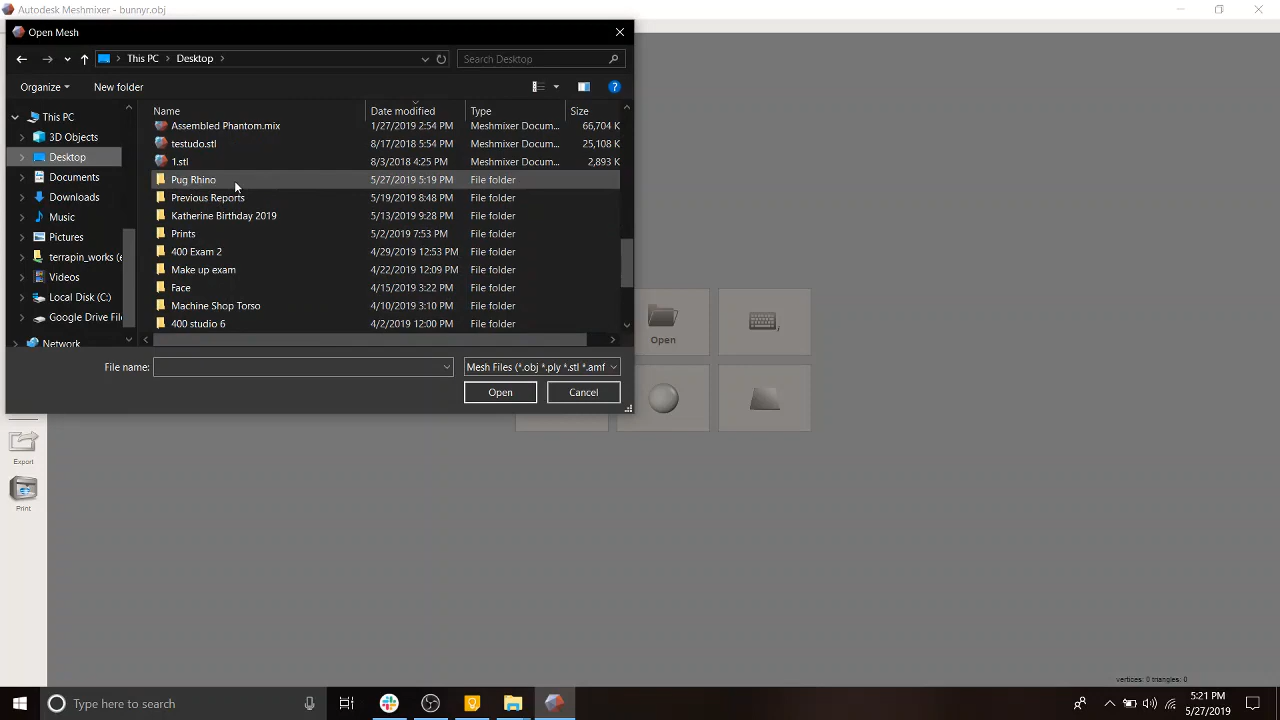 Autodesk Meshmixer - bunnyr.obj
Open Mesh
This PC > Desktop >
Search Desktop
Organize
New folder
?
Name Date modified Type Size
This PC
3D Objects
Desktop
Documents
Downloads
Music
Pictures
terrapin_works (e
Videos
Local Disk (C:)
Google Drive Fil
Network
Assembled Phantom.mix 1/27/2019 2:54 PM Meshmixer Docum... 66,704 K
testudo.stl 8/17/2018 5:54 PM Meshmixer Docum... 25,108 K
1.stl 8/3/2018 4:25 PM Meshmixer Docum... 2,893 K
Pug Rhino 5/27/2019 5:19 PM File folder
Previous Reports 5/19/2019 8:48 PM File folder
Katherine Birthday 2019 5/13/2019 9:28 PM File folder
Prints 5/2/2019 7:53 PM File folder
400 Exam 2 4/29/2019 12:53 PM File folder
Make up exam 4/22/2019 12:09 PM File folder
Face 4/15/2019 3:22 PM File folder
Machine Shop Torso 4/10/2019 3:10 PM File folder
400 studio 6 4/2/2019 12:00 PM File folder
File name:
Mesh Files (*.obj *.ply *.stl *.amf
Open
Cancel
Open
Export
Print
vertices: 0 triangles: 0
Type here to search
5:21 PM
5/27/2019